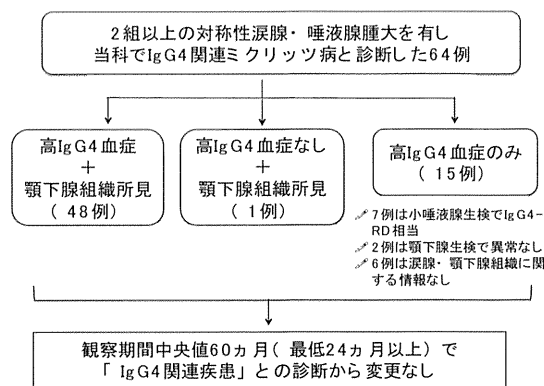 2組以上の対称性涙腺・唾液腺腫大を有し
当科でIgG4関連ミクリッツ病と診断した64例
高IgG4血症
+
顎下腺組織所見
(48例)
高IgG4血症なし
+
顎下腺組織所見
(1例)
高IgG4血症のみ
(15例)
7例は小唾液腺生検でIgG4-
RD相当
2例は顎下腺生検で異常なし
6例は涙腺・顎下腺組織に関
する情報なし
観察期間中央値60ヵ月(最低24ヵ月以上)で
「IgG4関連疾患」との診断から変更なし